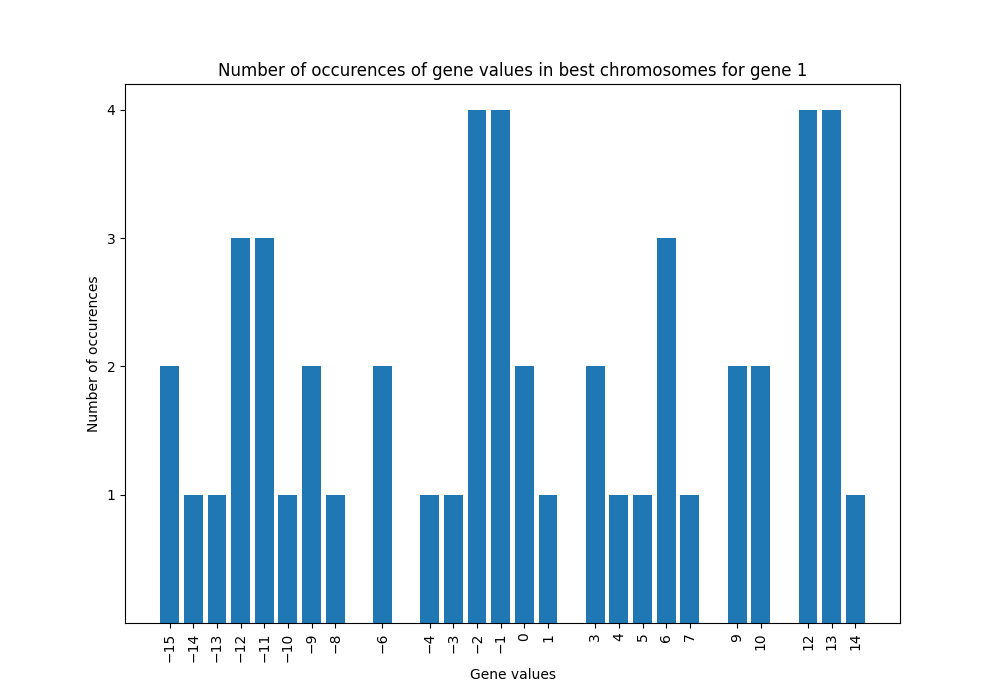 Number of occurences of gene values in best chromosomes for gene 1
4
3
2
1
Number of occurences
−15 −14 −13 −12 −11 −10 −9 −8 −6 −4 −3 −2 −1 0 1 3 4 5 6 7 9 10 12 13 14
Gene values